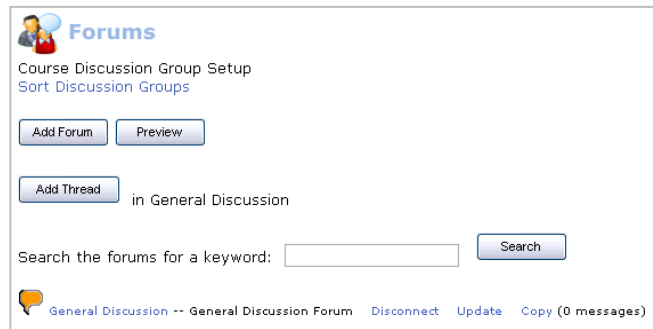 Forums
Course Discussion Group Setup
Sort Discussion Groups
Add Forum Preview
Add Thread in General Discussion
Search the forums for a keyword: Search
General Discussion -- General Discussion Forum Disconnect Update Copy (0 messages)